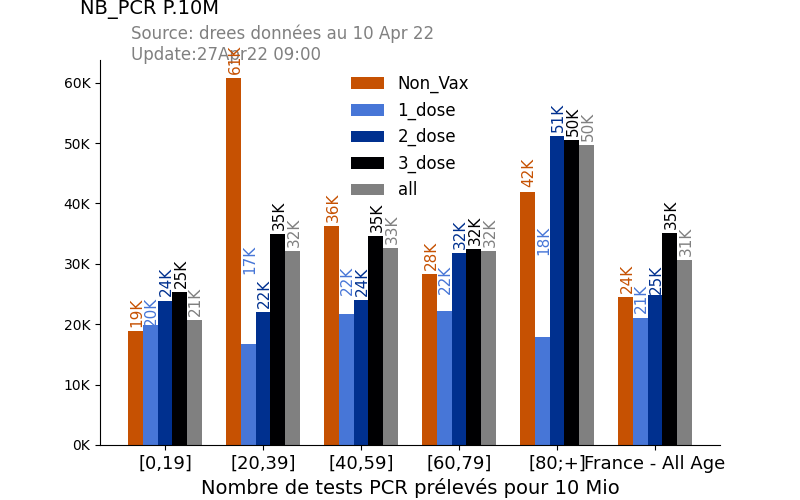 NB_PCR P.10M
Source: drees données au 10 Apr 22
Update:27Apr22 09:00
Non_Vax
1_dose
2_dose
3_dose
all
60K
50K
40K
30K
20K
10K
0K
19K 20K 24K 25K 21K
61K 17K 22K 35K 32K
36K 22K 24K 35K 33K
28K 22K 32K 32K 32K
42K 18K 51K 50K 50K
24K 21K 25K 35K 31K
[0,19] [20,39] [40,59] [60,79] [80;+] France - All Age
Nombre de tests PCR prélevés pour 10 Mio